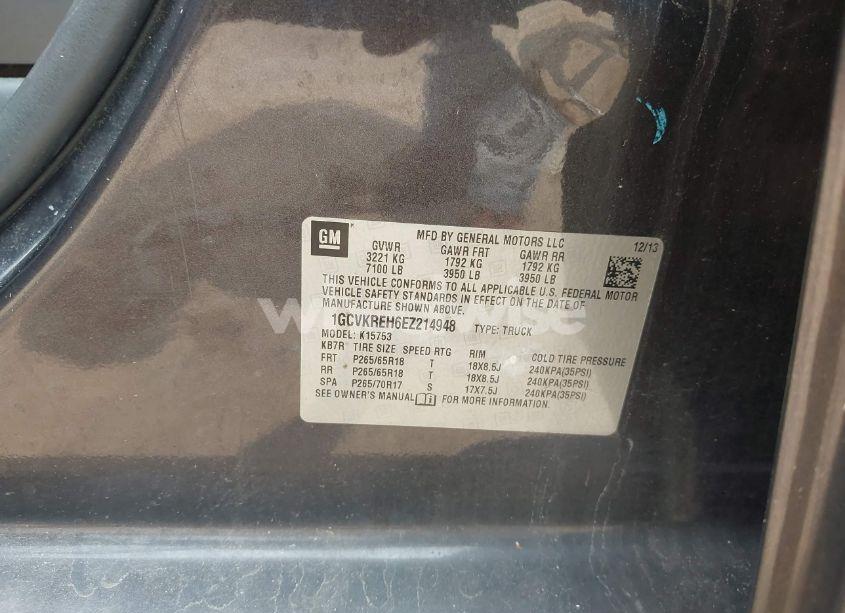 GM
MFD BY GENERAL MOTORS LLC
12/13
GVWR GAWR FRT GAWR RR
3221 KG 1792 KG 1792 KG
7100 LB 3950 LB 3950 LB
THIS VEHICLE CONFORMS TO ALL APPLICABLE U.S. FEDERAL MOTOR
VEHICLE SAFETY STANDARDS IN EFFECT ON THE DATE OF
MANUFACTURE SHOWN ABOVE.
1GCVKREH6EZ214948 TYPE: TRUCK
MODEL: K15753
KB7R TIRE SIZE SPEED RTG RIM COLD TIRE PRESSURE
FRT P265/65R18 T 18X8.5J 240KPA(35PSI)
RR P265/65R18 T 18X8.5J 240KPA(35PSI)
SPA P265/70R17 S 17X7.5J 240KPA(35PSI)
SEE OWNER'S MANUAL FOR MORE INFORMATION.